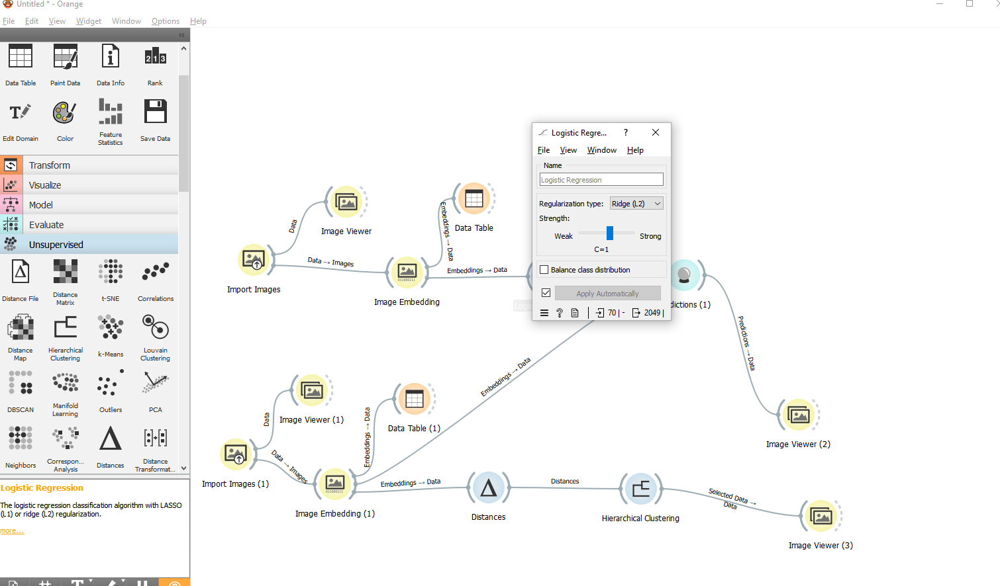 Untitled * - Orange
File Edit View Widget Window Options Help
Data Table Paint Data Data Info Rank
Edit Domain Color Feature Statistics Save Data
Transform
Visualize
Model
Evaluate
Unsupervised
Distance File Distance Matrix t-SNE Correlations
Distance Map Hierarchical Clustering k-Means Louvain Clustering
DBSCAN Manifold Learning Outliers PCA
Neighbors Correspon... Analysis Distances Distance Transformat...
Logistic Regression
The logistic regression classification algorithm with LASSO
(L1) or ridge (L2) regularization.
more...
Import Images
Data
Image Viewer
Data → Images
011000111
Image Embedding
Embeddings → Data
Data Table
Embeddings → Data
Logistic Regre... ?
File View Window Help
Name
Logistic Regression
Regularization type: Ridge (L2)
Strength:
Weak Strong
C=1
Balance class distribution
Apply Automatically
? 70 | - 2049 |
dictions (1)
Predictions → Data
Image Viewer (2)
Embeddings → Data
Import Images (1)
Data
Image Viewer (1)
Data → Images
011000111
Image Embedding (1)
Embeddings → Data
Data Table (1)
Embeddings → Data
Distances
Distances
Hierarchical Clustering
Selected Data →
Data
Image Viewer (3)